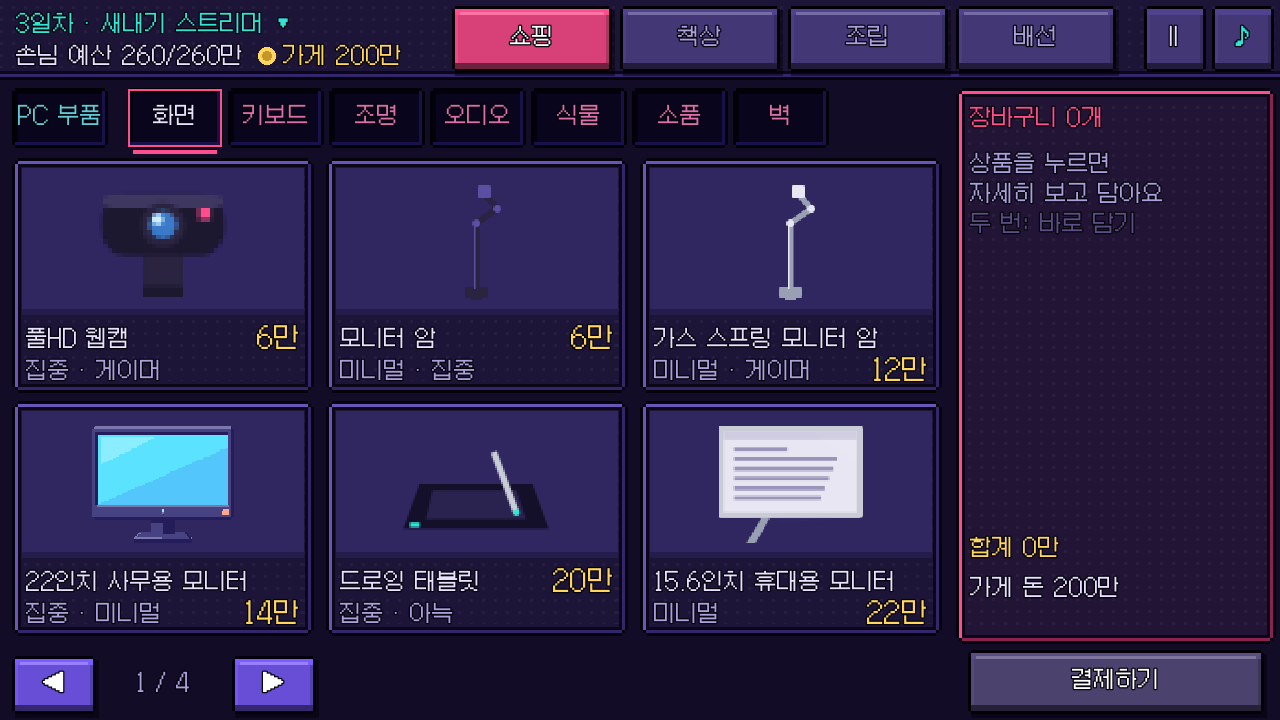 3일차 · 새내기 스트리머 ▼
손님 예산 260/260만 가게 200만
쇼핑
책상
조립
배선
PC 부품
화면
키보드
조명
오디오
식물
소품
벽
풀HD 웹캠 6만
집중 · 게이머
모니터 암 6만
미니멀 · 집중
가스 스프링 모니터 암
미니멀 · 게이머 12만
22인치 사무용 모니터
집중 · 미니멀 14만
드로잉 태블릿 20만
집중 · 아늑
15.6인치 휴대용 모니터
미니멀 22만
1 / 4
장바구니 0개
상품을 누르면
자세히 보고 담아요
두 번: 바로 담기
합계 0만
가게 돈 200만
결제하기